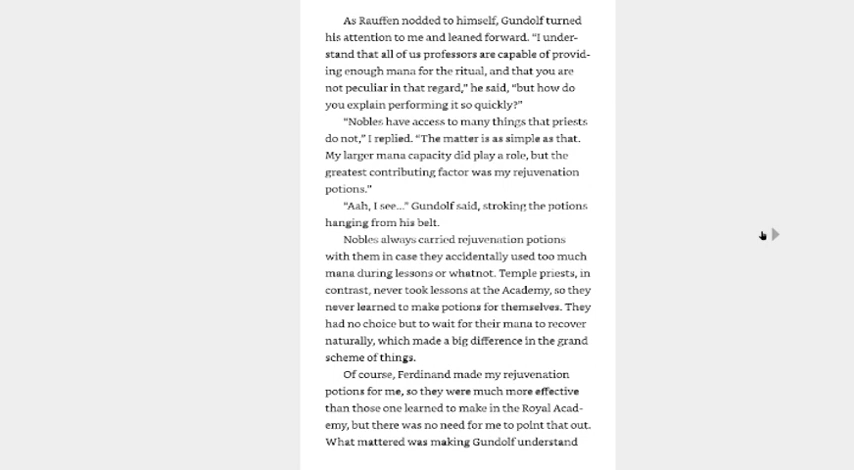 As Rauffen nodded to himself, Gundolf turned
his attention to me and leaned forward. “I under-
stand that all of us professors are capable of provid-
ing enough mana for the ritual, and that you are
not peculiar in that regard,” he said, “but how do
you explain performing it so quickly?”
“Nobles have access to many things that priests
do not,” I replied. “The matter is as simple as that.
My larger mana capacity did play a role, but the
greatest contributing factor was my rejuvenation
potions.”
“Aah, I see...” Gundolf said, stroking the potions
hanging from his belt.
Nobles always carried rejuvenation potions
with them in case they accidentally used too much
mana during lessons or whatnot. Temple priests, in
contrast, never took lessons at the Academy, so they
never learned to make potions for themselves. They
had no choice but to wait for their mana to recover
naturally, which made a big difference in the grand
scheme of things.
Of course, Ferdinand made my rejuvenation
potions for me, so they were much more effective
than those one learned to make in the Royal Acad-
emy, but there was no need for me to point that out.
What mattered was making Gundolf understand